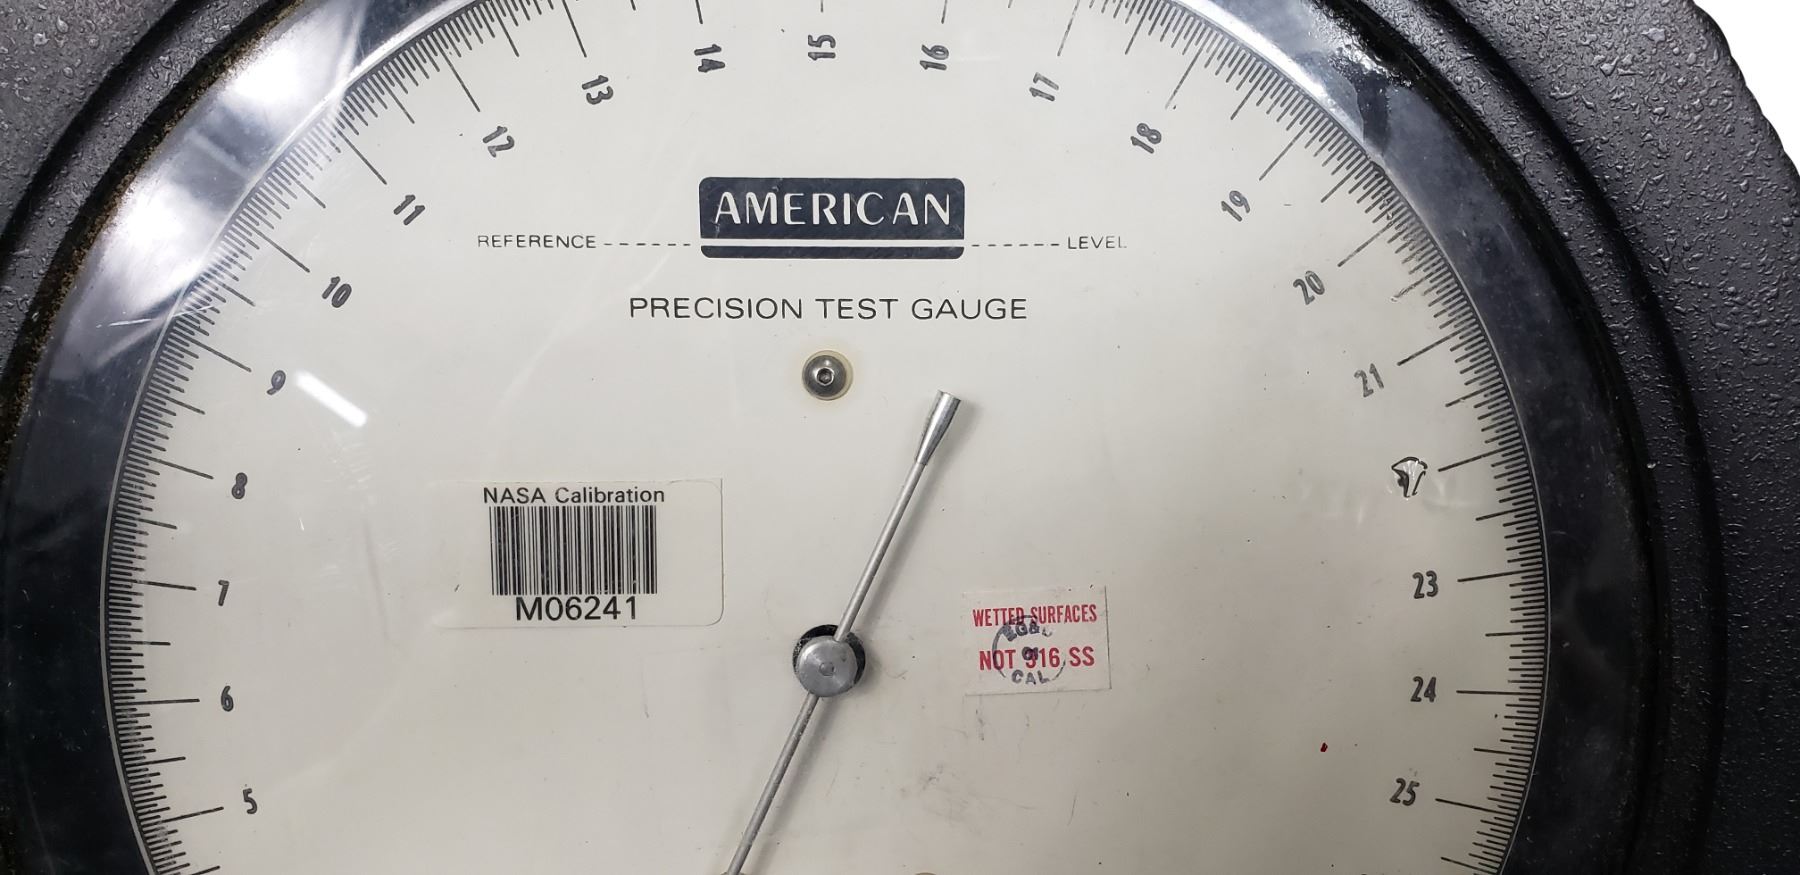 14 15 16
13 17
12 18
11 19
10 20
9 21
8
7 23
6 24
5 25
AMERICAN
REFERENCE ------ ------ LEVEL
PRECISION TEST GAUGE
NASA Calibration
M06241
WETTED SURFACES
NOT 316 SS
CAL